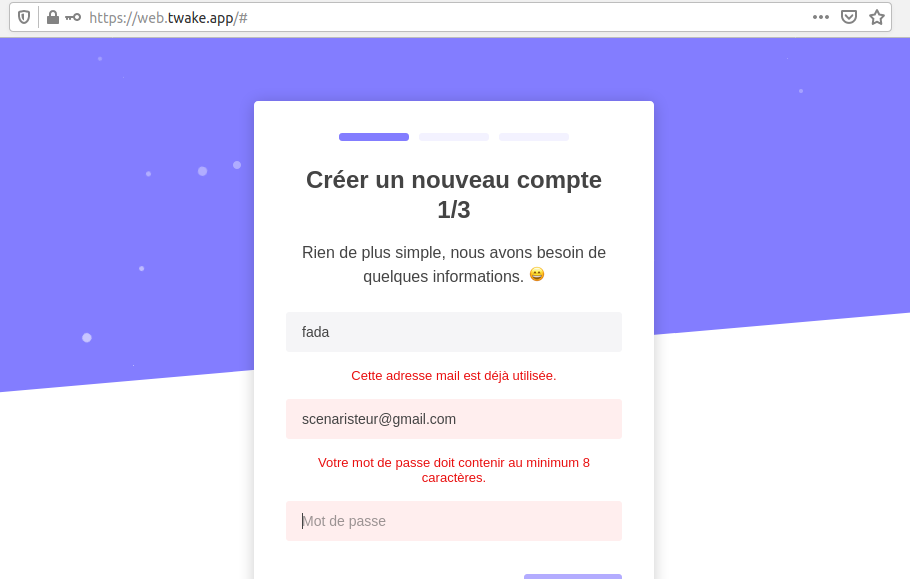 https://web.twake.app/#
Créer un nouveau compte
1/3
Rien de plus simple, nous avons besoin de
quelques informations. 😄
fada
Cette adresse mail est déjà utilisée.
scenaristeur@gmail.com
Votre mot de passe doit contenir au minimum 8
caractères.
Mot de passe